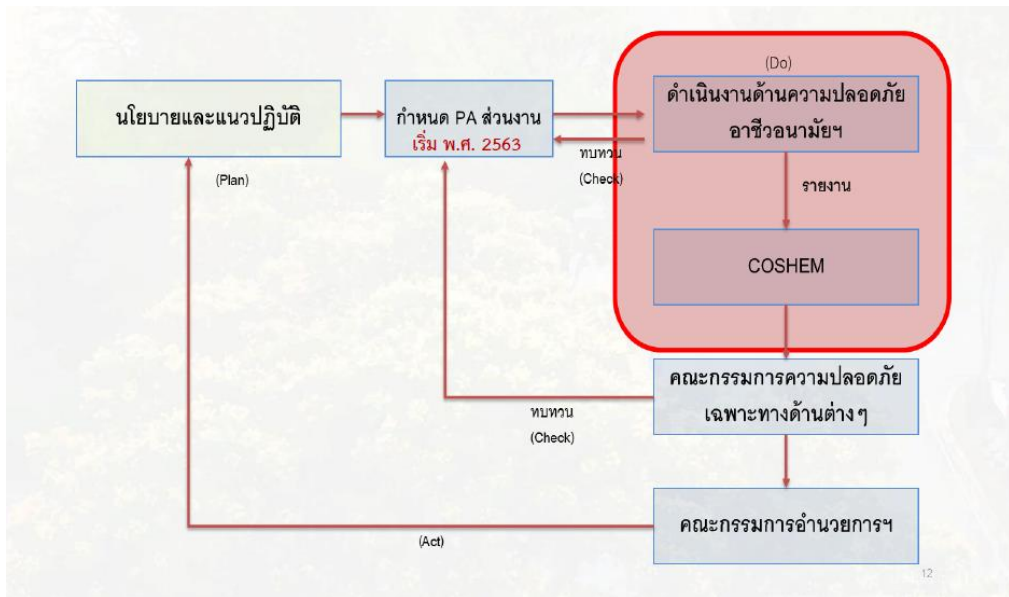 (Do)
นโยบายและแนวปฏิบัติ
กำหนด PA ส่วนงาน
เริ่ม พ.ศ. 2563
ดำเนินงานด้านความปลอดภัย
อาชีวอนามัยฯ
ทบทวน
(Check)
(Plan)
รายงาน
COSHEM
คณะกรรมการความปลอดภัย
เฉพาะทางด้านต่างๆ
ทบทวน
(Check)
คณะกรรมการอำนวยการฯ
(Act)
12